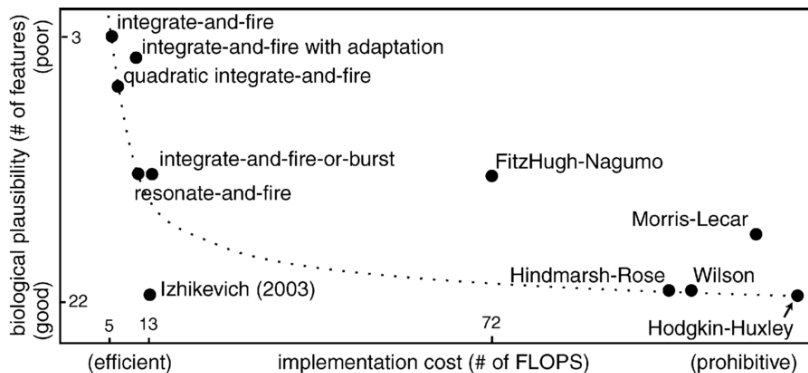 integrate-and-fire
integrate-and-fire with adaptation
quadratic integrate-and-fire
integrate-and-fire-or-burst
resonate-and-fire
FitzHugh-Nagumo
Morris-Lecar
Izhikevich (2003)
Hindmarsh-Rose
Wilson
Hodgkin-Huxley
biological plausibility (# of features)
(good)
(poor)
3
22
5
13
72
(efficient)
implementation cost (# of FLOPS)
(prohibitive)